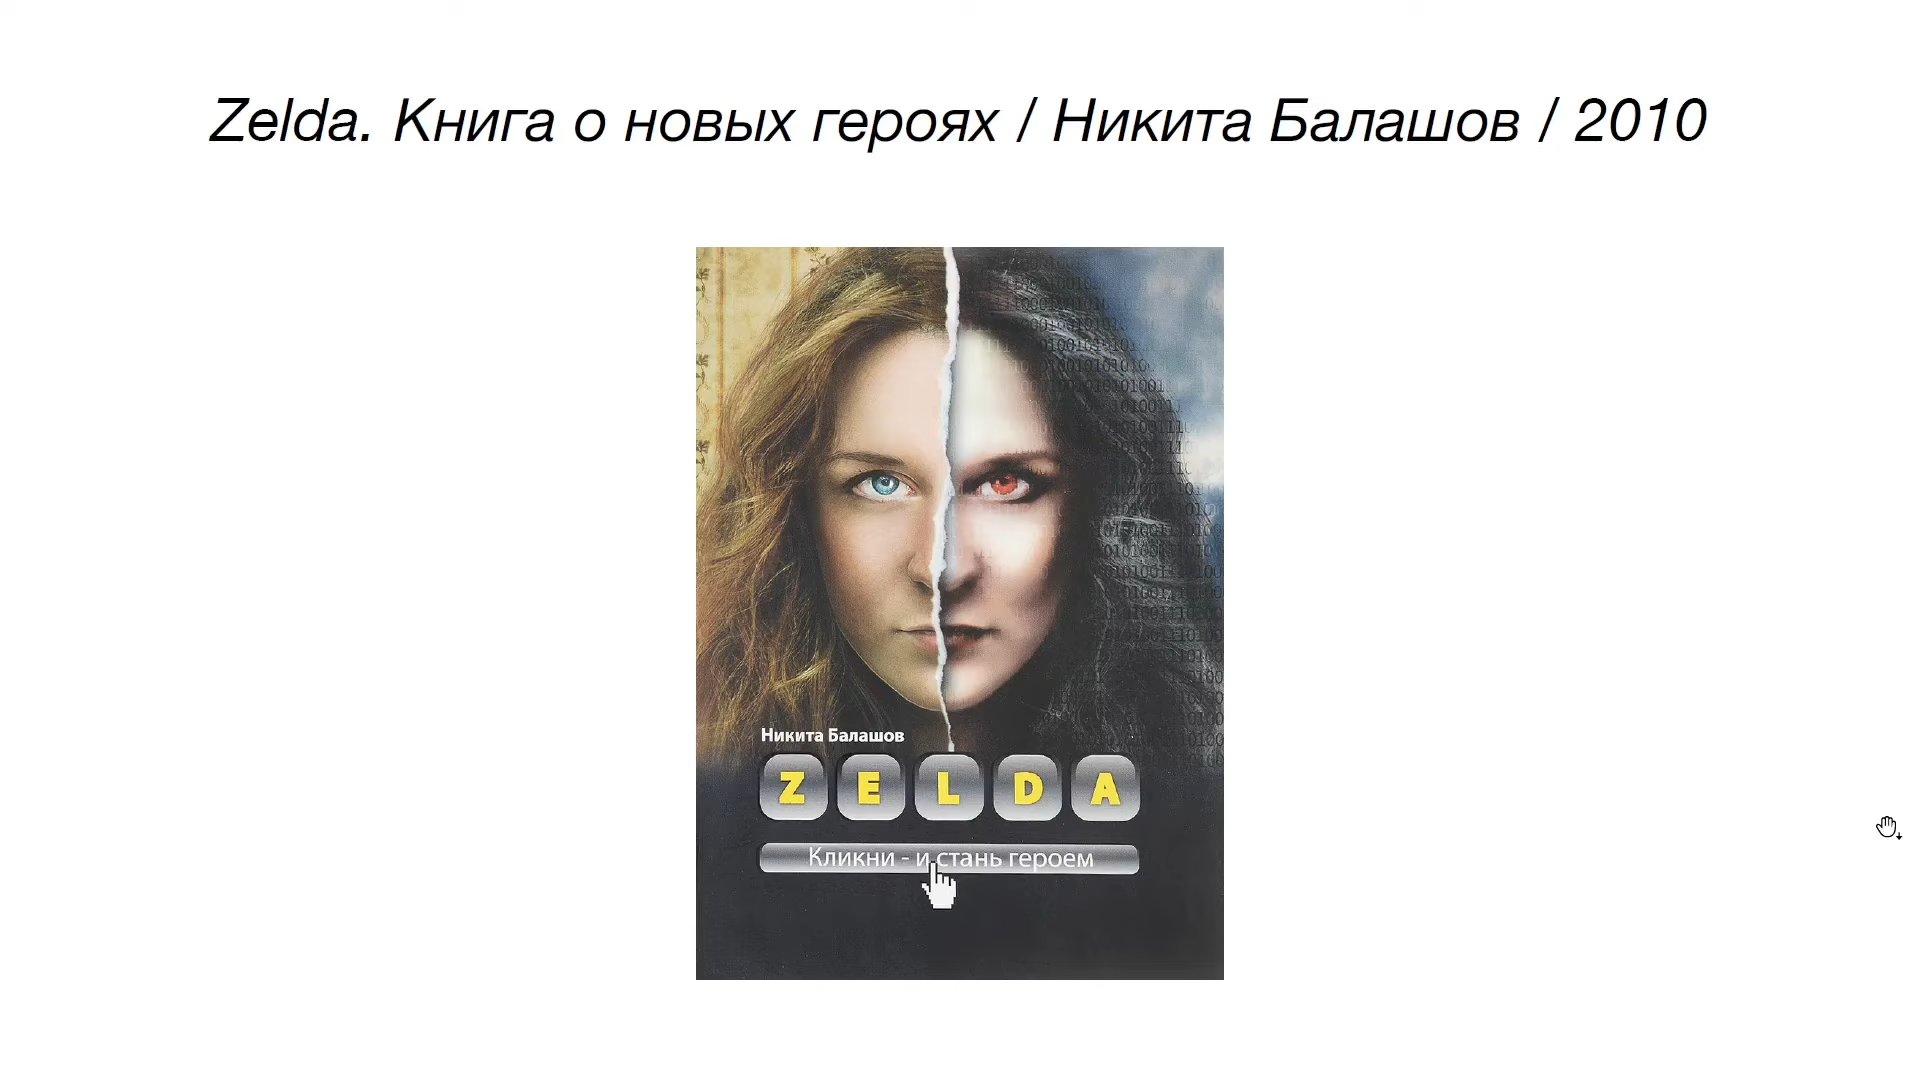 Zelda. Книга о новых героях / Никита Балашов / 2010
Никита Балашов
ZELDA
Кликни - и стань героем